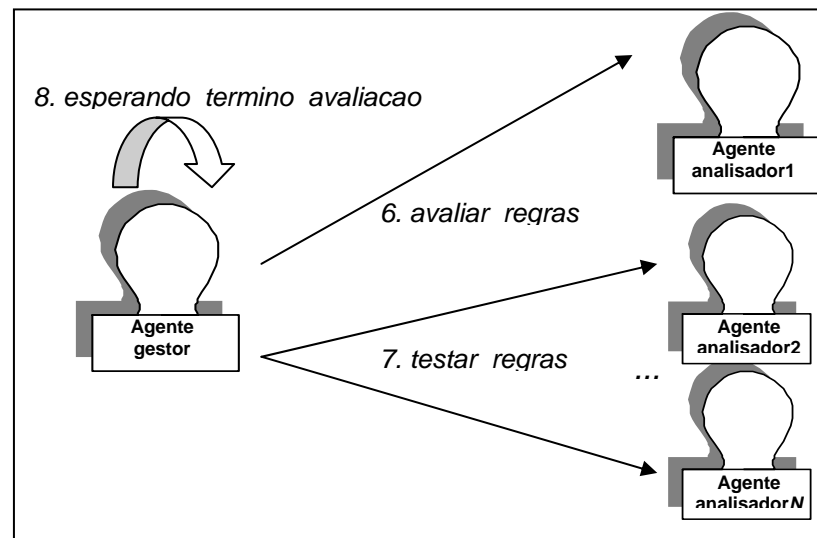 8. esperando termino avaliacao
Agente
analisador1
6. avaliar regras
Agente
gestor
Agente
analisador2
7. testar regras
...
Agente
analisadorN